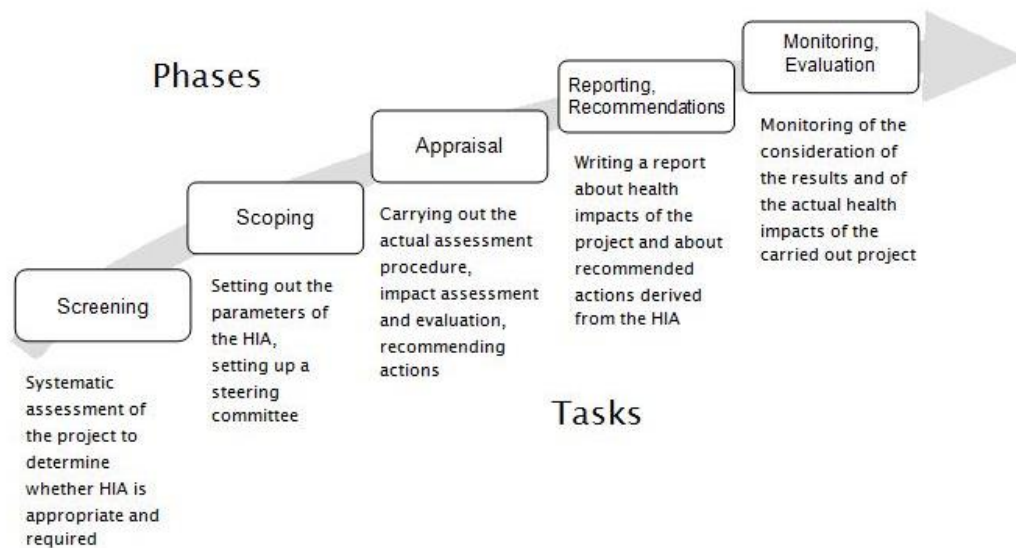 Phases
Screening
Systematic
assessment of
the project to
determine
whether HIA is
appropriate and
required
Scoping
Setting out the
parameters of
the HIA,
setting up a
steering
committee
Appraisal
Carrying out the
actual assessment
procedure,
impact assessment
and evaluation,
recommending
actions
Reporting,
Recommendations
Writing a report
about health
impacts of the
project and about
recommended
actions derived
from the HIA
Monitoring,
Evaluation
Monitoring of the
consideration of
the results and of
the actual health
impacts of the
carried out project
Tasks